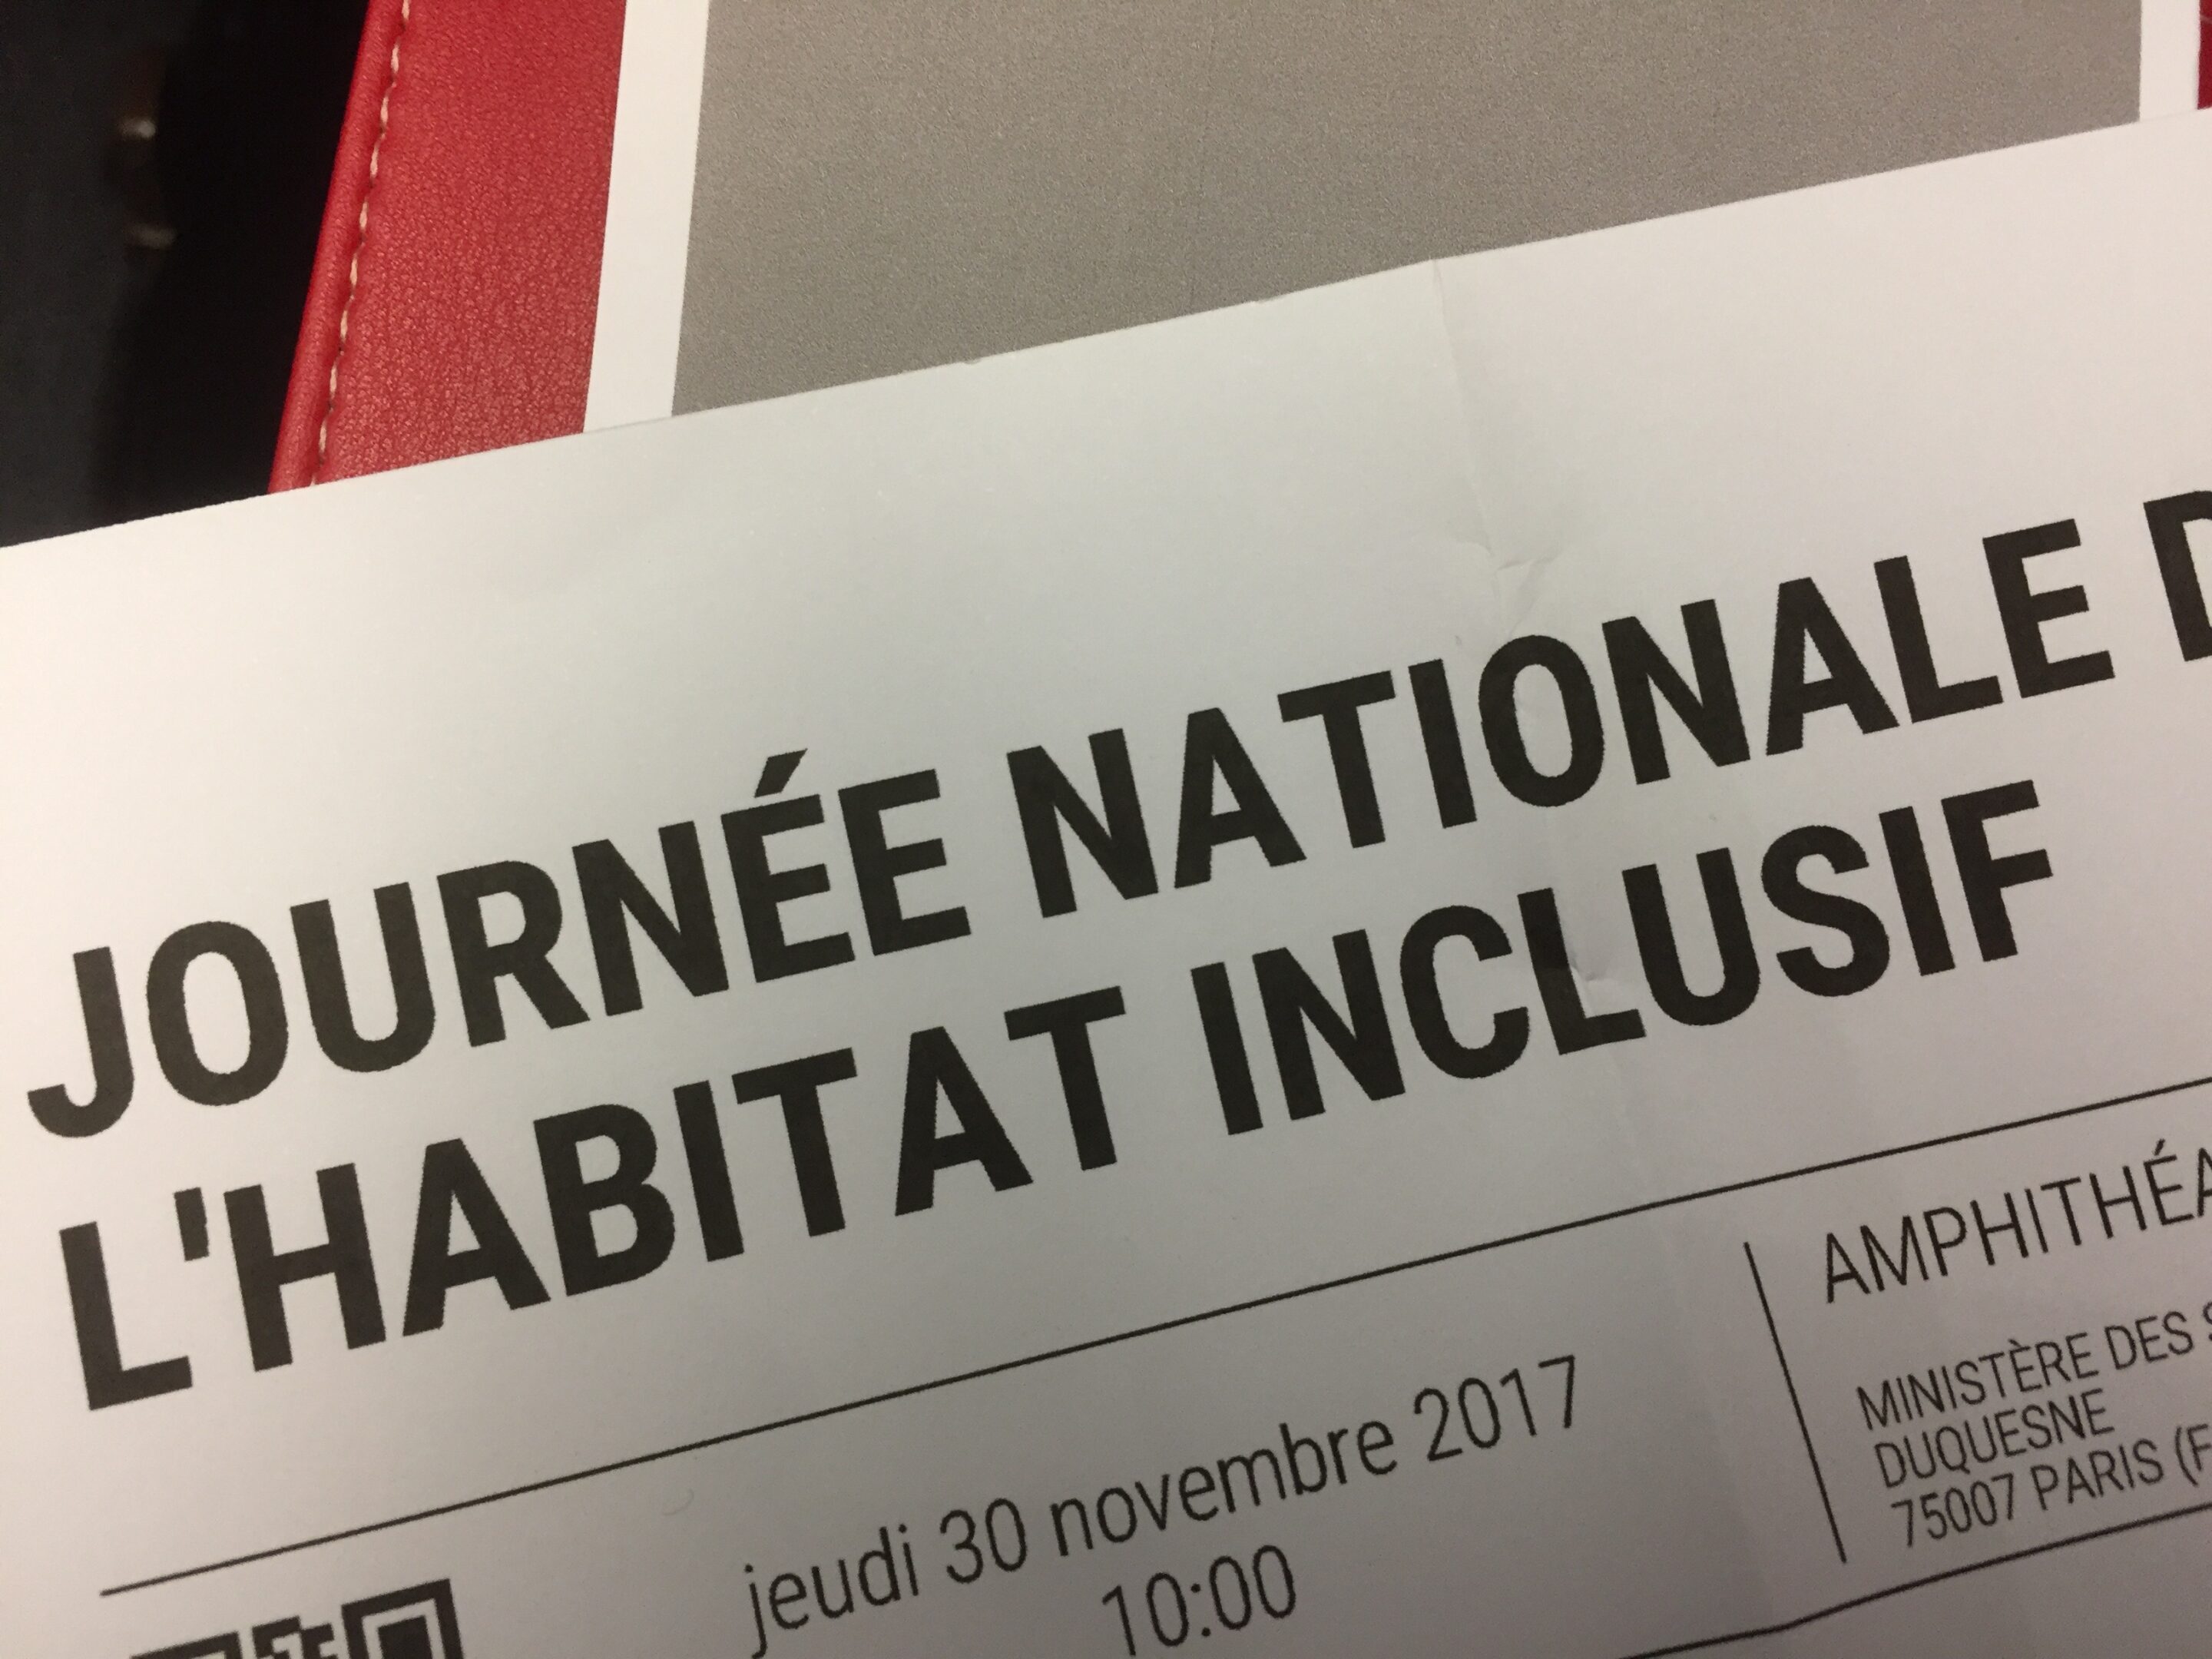 JOURNÉE NATIONALE D
L'HABITAT INCLUSIF
jeudi 30 novembre 2017
10:00
AMPHITHÉA
MINISTÈRE DES S
DUQUESNE
75007 PARIS (F